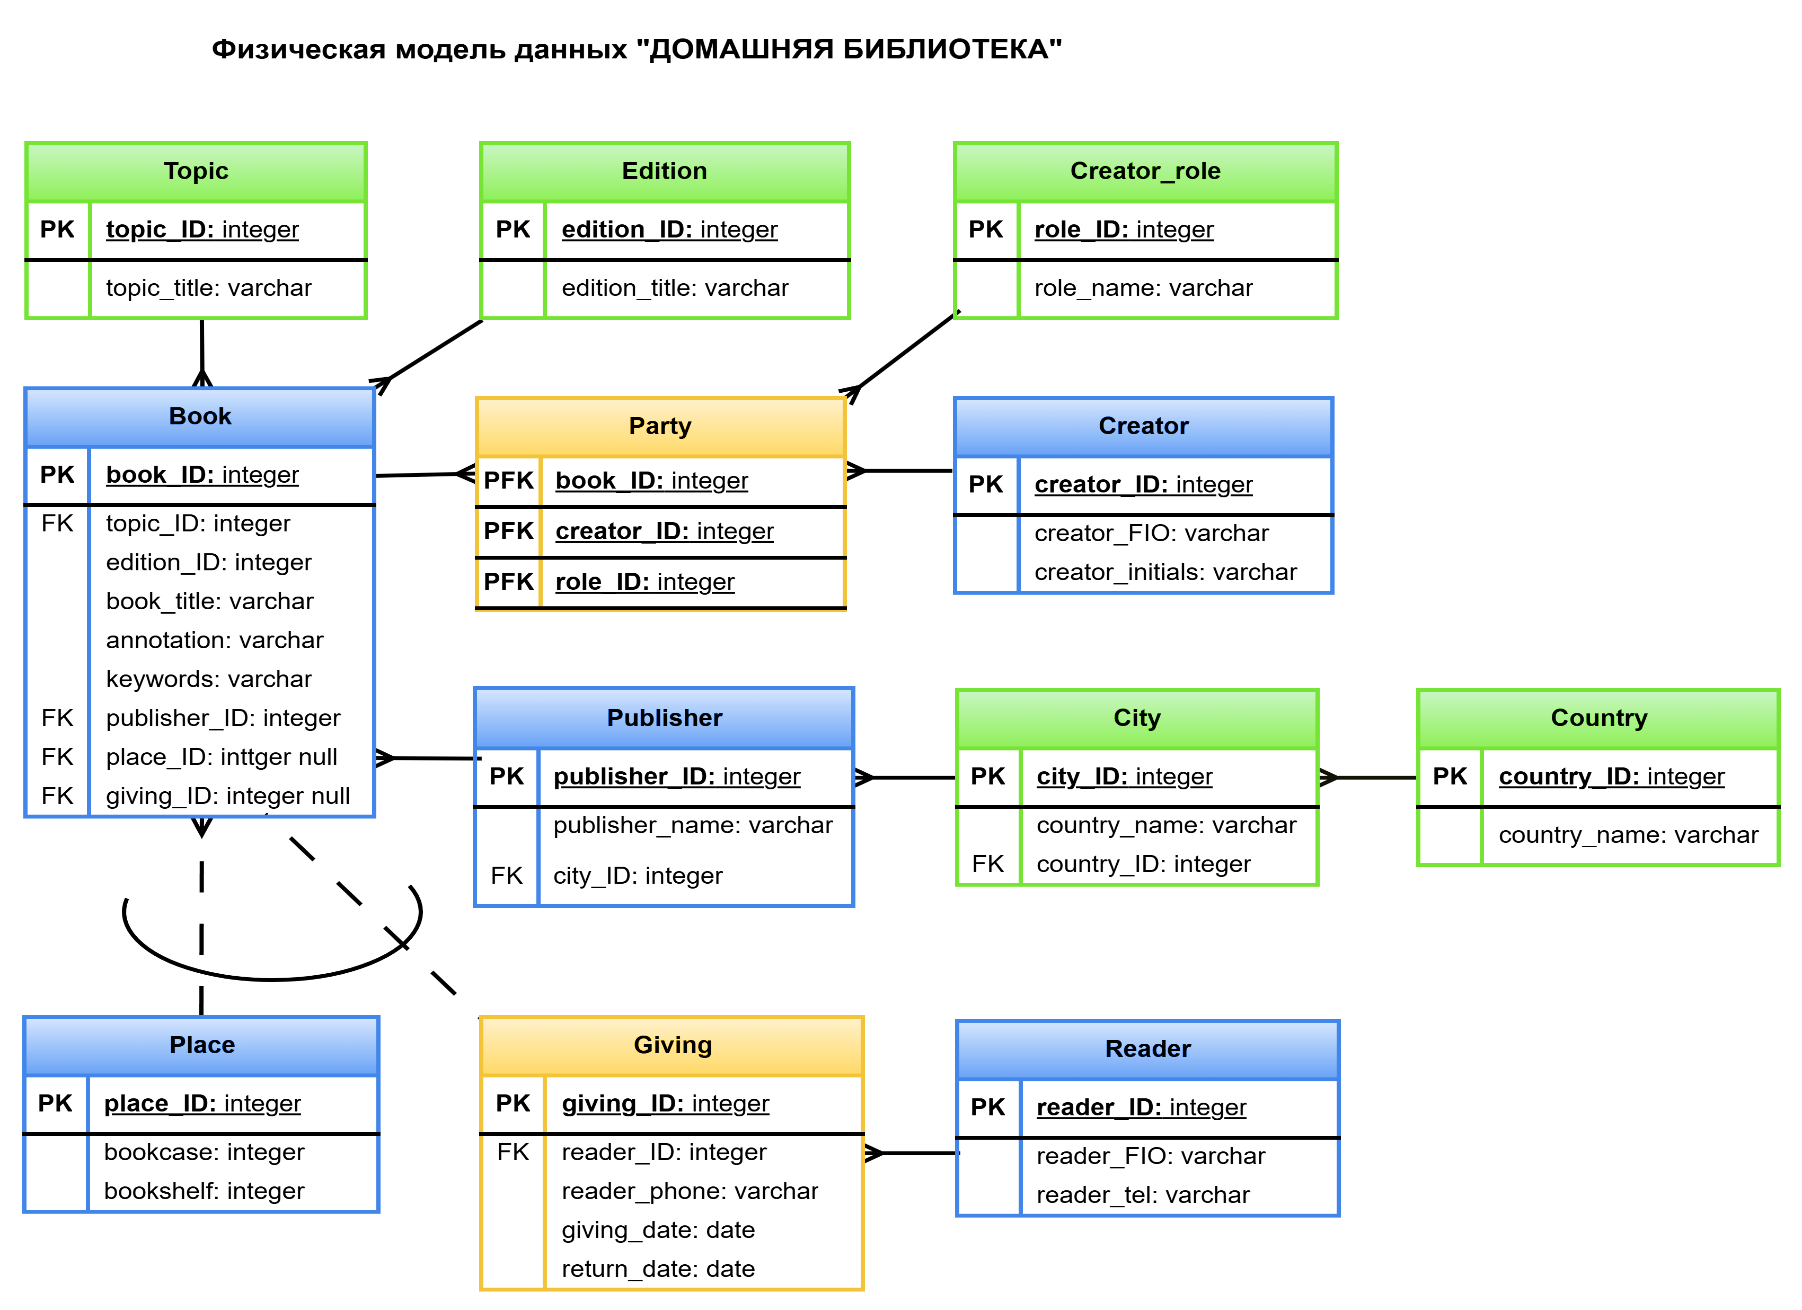 Физическая модель данных "ДОМАШНЯЯ БИБЛИОТЕКА"
Topic
PK topic_ID: integer
topic_title: varchar
Edition
PK edition_ID: integer
edition_title: varchar
Creator_role
PK role_ID: integer
role_name: varchar
Book
PK book_ID: integer
FK topic_ID: integer
edition_ID: integer
book_title: varchar
annotation: varchar
keywords: varchar
FK publisher_ID: integer
FK place_ID: inttger null
FK giving_ID: integer null
Party
PFK book_ID: integer
PFK creator_ID: integer
PFK role_ID: integer
Creator
PK creator_ID: integer
creator_FIO: varchar
creator_initials: varchar
Publisher
PK publisher_ID: integer
publisher_name: varchar
FK city_ID: integer
City
PK city_ID: integer
country_name: varchar
FK country_ID: integer
Country
PK country_ID: integer
country_name: varchar
Place
PK place_ID: integer
bookcase: integer
bookshelf: integer
Giving
PK giving_ID: integer
FK reader_ID: integer
reader_phone: varchar
giving_date: date
return_date: date
Reader
PK reader_ID: integer
reader_FIO: varchar
reader_tel: varchar